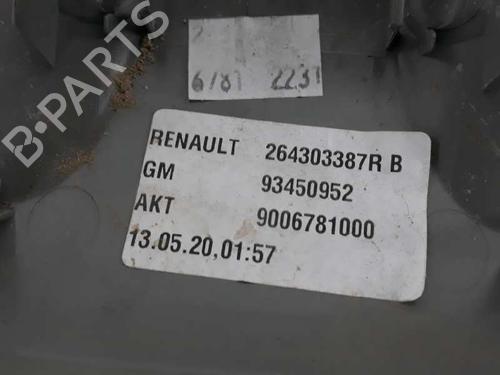 B-PARTS
6781 2231
RENAULT 264303387R B
GM 93450952
AKT 9006781000
13.05.20,01:57